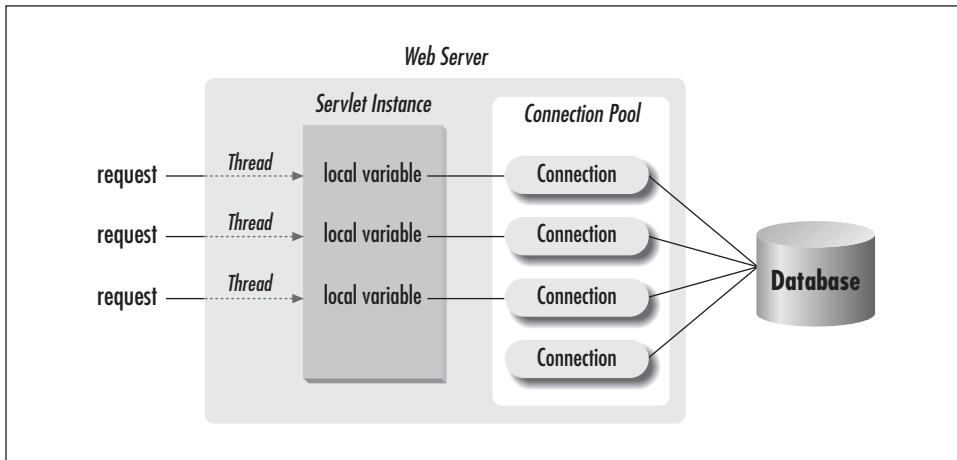 Web Server
Servlet Instance
Connection Pool
request
Thread
local variable
Connection
request
Thread
local variable
Connection
Database
request
Thread
local variable
Connection
Connection